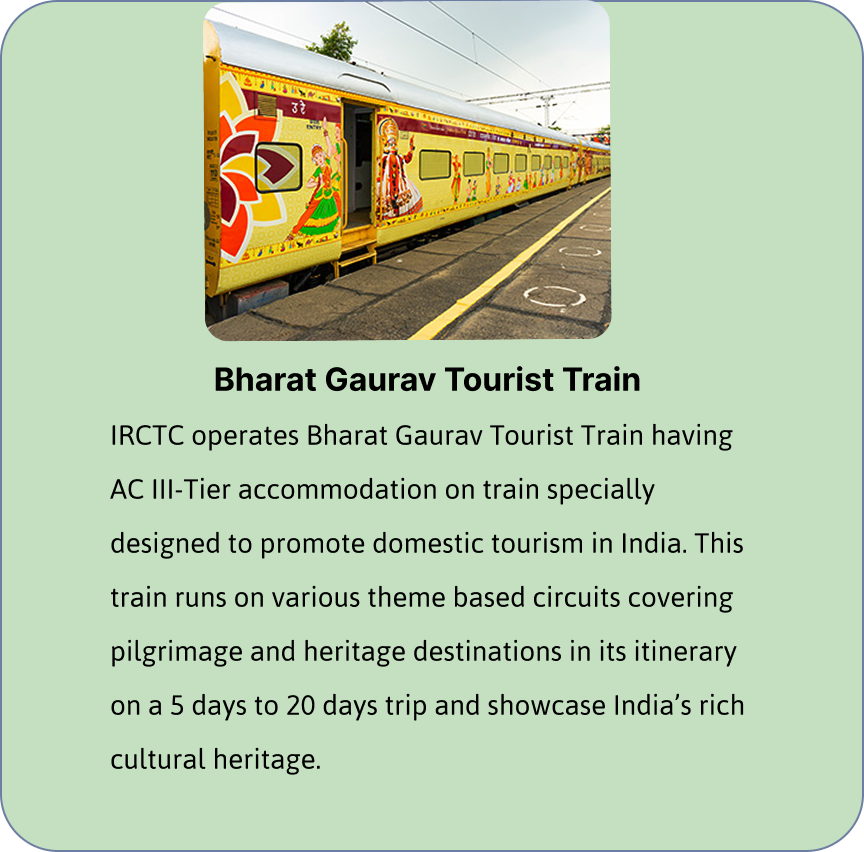 उ रे
ENTRY
Bharat Gaurav Tourist Train
IRCTC operates Bharat Gaurav Tourist Train having
AC III-Tier accommodation on train specially
designed to promote domestic tourism in India. This
train runs on various theme based circuits covering
pilgrimage and heritage destinations in its itinerary
on a 5 days to 20 days trip and showcase India’s rich
cultural heritage.